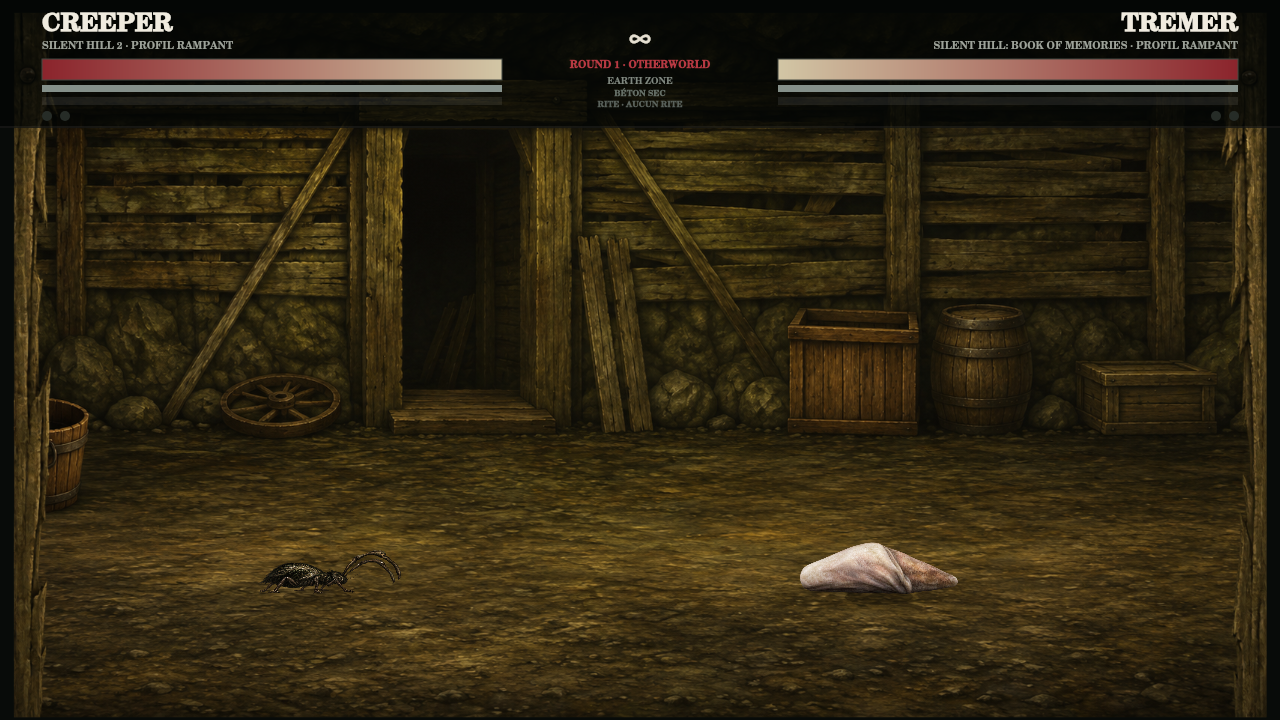 CREEPER
SILENT HILL 2 · PROFIL RAMPANT
∞
ROUND 1 · OTHERWORLD
EARTH ZONE
BÉTON SEC
RITE · AUCUN RITE
TREMER
SILENT HILL: BOOK OF MEMORIES · PROFIL RAMPANT